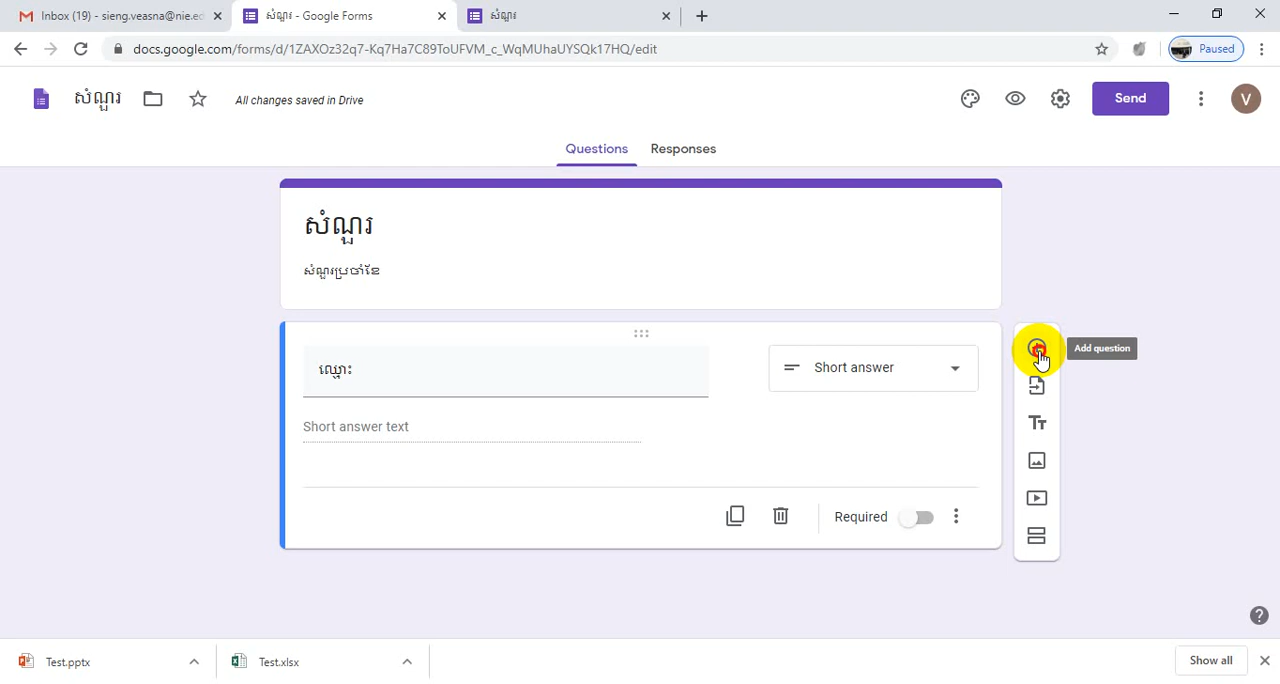 Inbox (19) - sieng.veasna@nie.ed
សំណួរ - Google Forms
សំណួរ
docs.google.com/forms/d/1ZAXOz32q7-Kq7Ha7C89ToUFVM_c_WqMUhaUYSQk17HQ/edit
Paused
សំណួរ
All changes saved in Drive
Send
V
Questions
Responses
សំណួរ
សំណួរប្រចាំខែ
ឈ្មោះ
Short answer
Add question
Short answer text
Required
Test.pptx
Test.xlsx
Show all